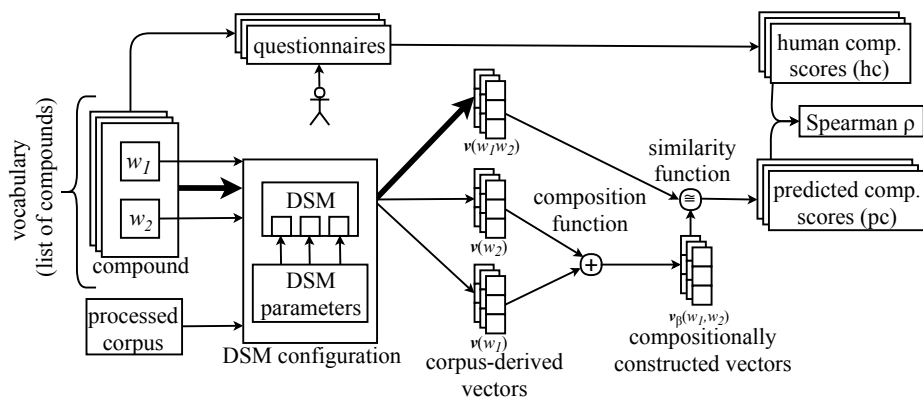 vocabulary
(list of compounds)
w1
w2
compound
processed
corpus
questionnaires
DSM
DSM
parameters
DSM configuration
v(w1w2)
v(w2)
v(w1)
corpus-derived
vectors
composition
function
+
similarity
function
≅
vβ(w1,w2)
compositionally
constructed vectors
human comp.
scores (hc)
Spearman ρ
predicted comp.
scores (pc)